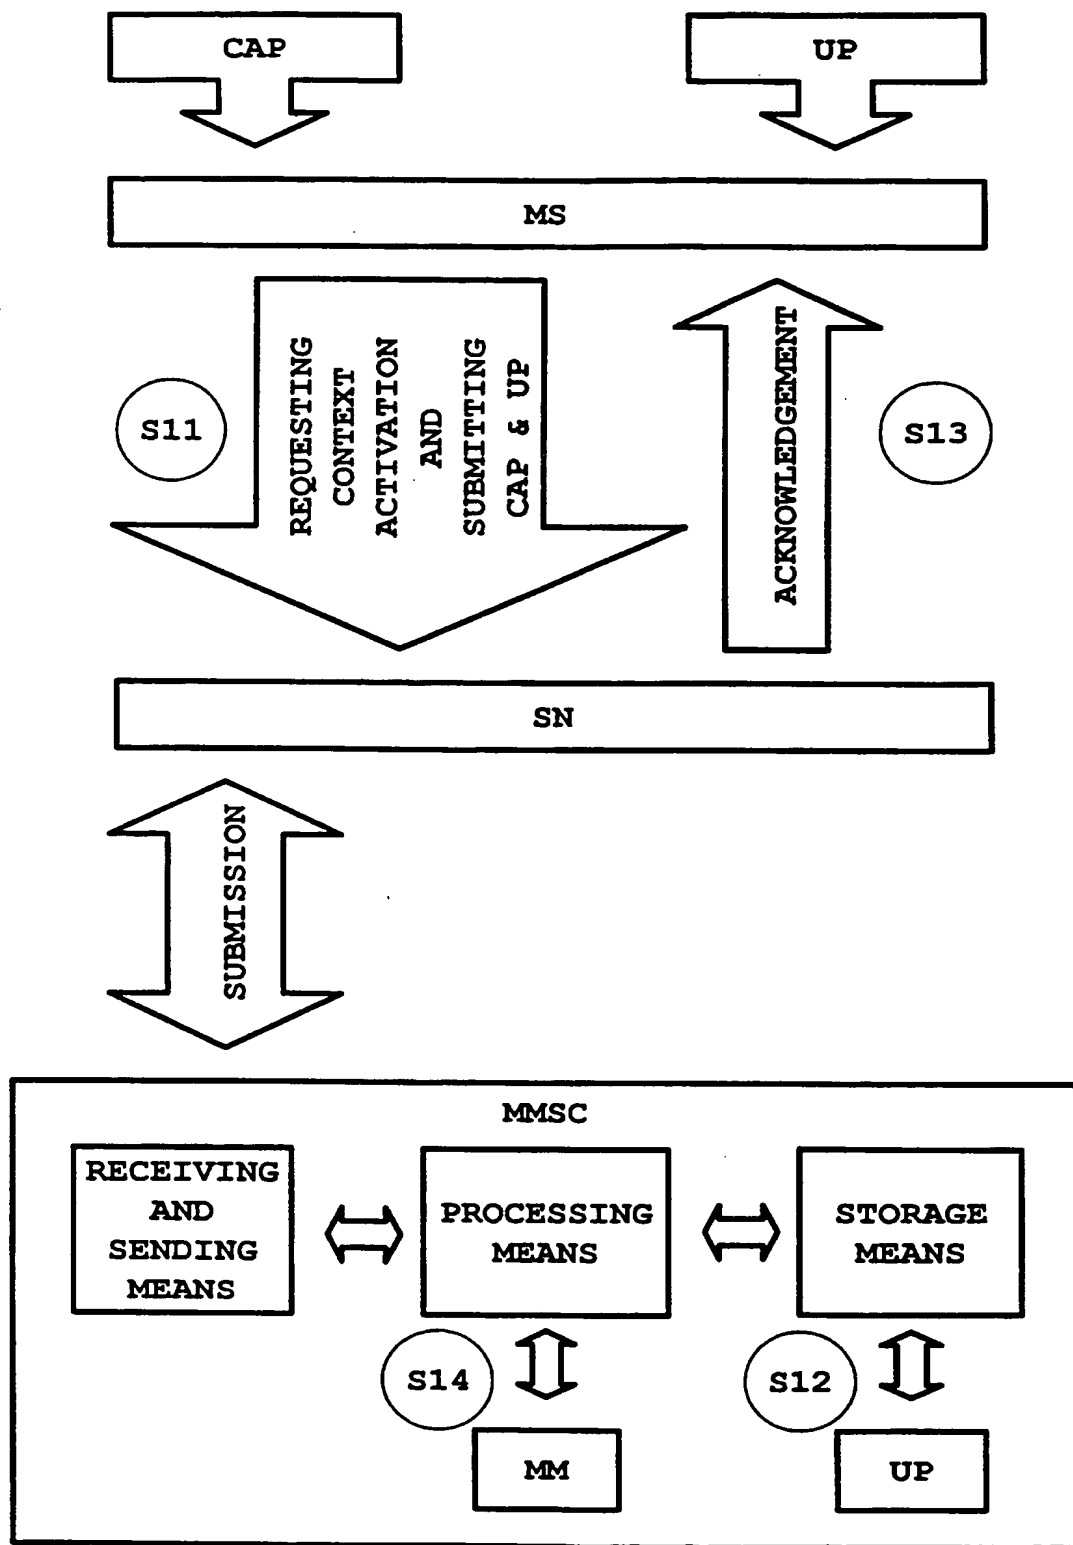 CAP
UP
MS
S11
REQUESTING
CONTEXT
ACTIVATION
AND
SUBMITTING
CAP & UP
ACKNOWLEDGEMENT
S13
SN
SUBMISSION
MMSC
RECEIVING
AND
SENDING
MEANS
PROCESSING
MEANS
STORAGE
MEANS
S14
S12
MM
UP